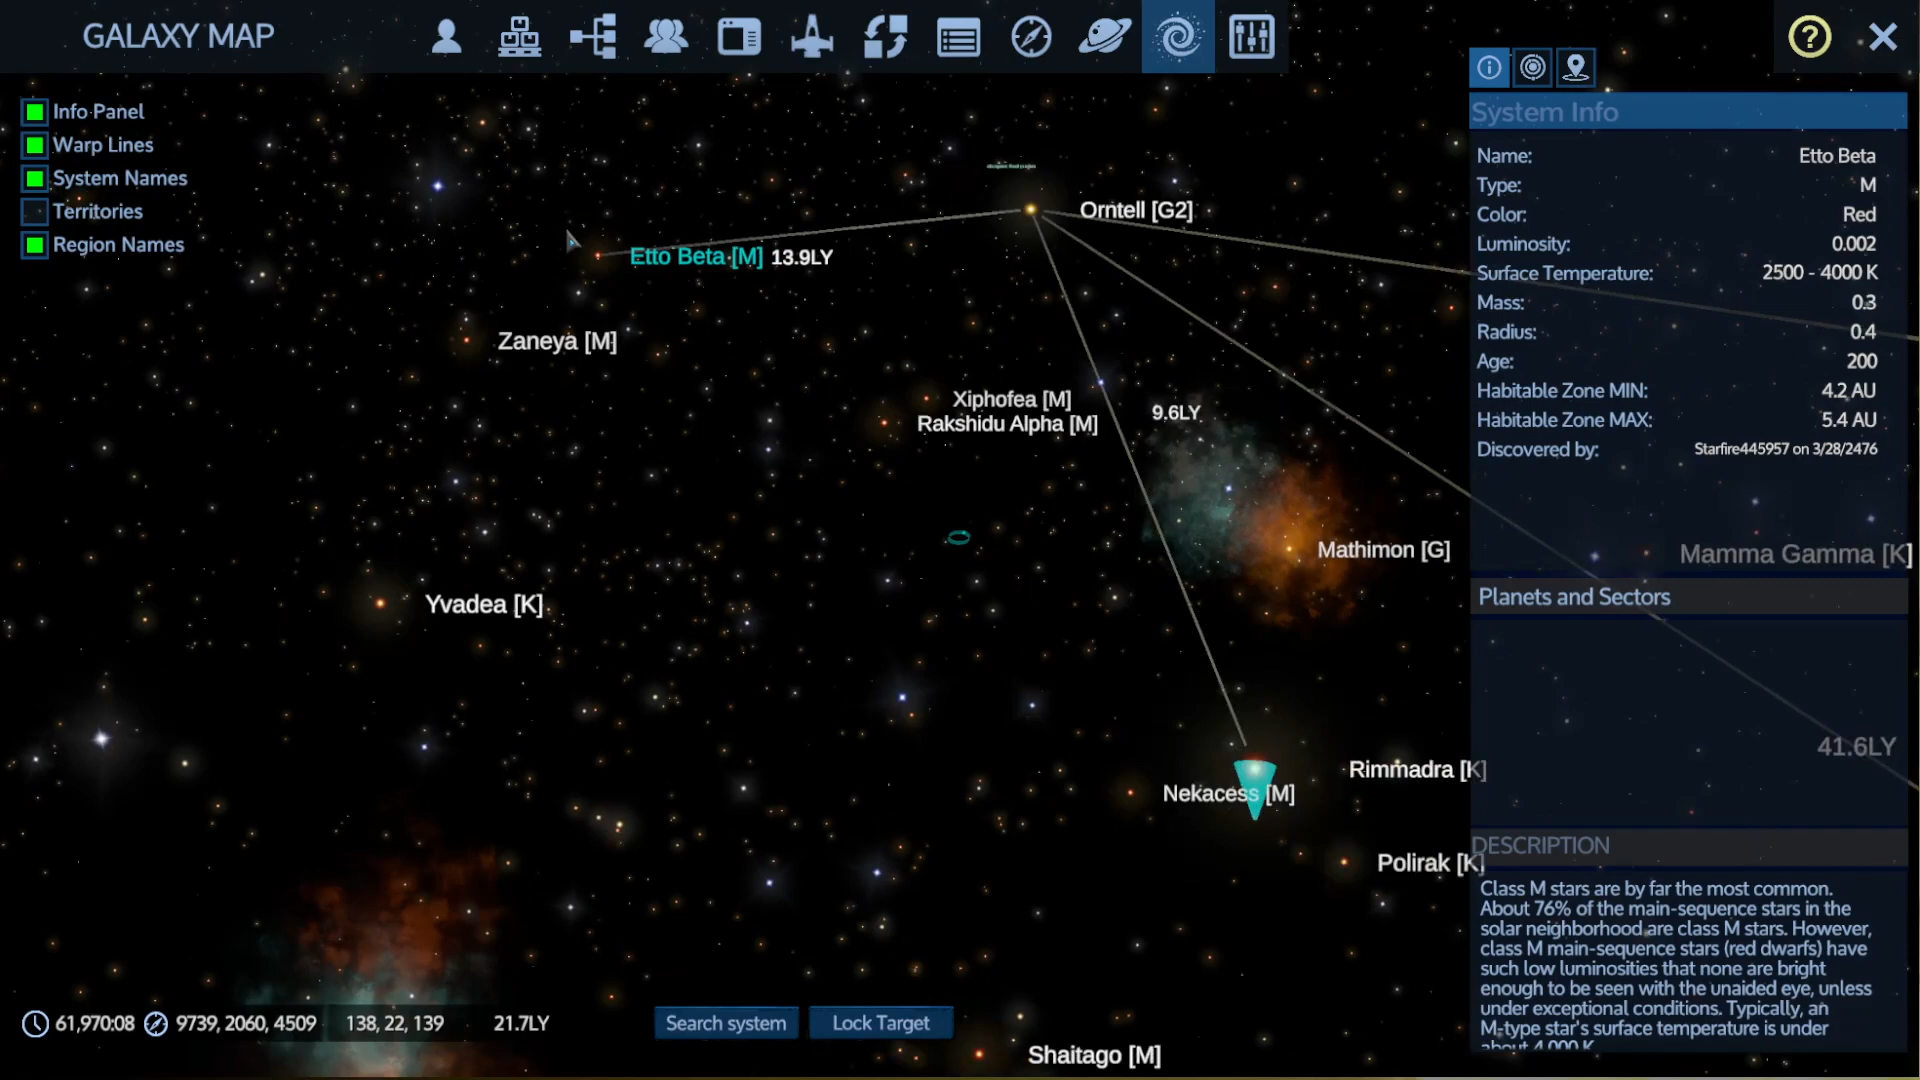 GALAXY MAP
Info Panel
Warp Lines
System Names
Territories
Region Names
Orntell [G2]
Etto Beta [M] 13.9LY
Zaneya [M]
Xiphofea [M]
Rakshidu Alpha [M]
9.6LY
Mathimon [G]
Yvadea [K]
Nekacess [M]
Rimmadra [K]
Polirak [K]
Shaitago [M]
61,970:08 9739, 2060, 4509 138, 22, 139 21.7LY
Search system
Lock Target
System Info
Name: Etto Beta
Type: M
Color: Red
Luminosity: 0.002
Surface Temperature: 2500 - 4000 K
Mass: 0.3
Radius: 0.4
Age: 200
Habitable Zone MIN: 4.2 AU
Habitable Zone MAX: 5.4 AU
Discovered by: Starfire445957 on 3/28/2476
Mamma Gamma [K]
Planets and Sectors
41.6LY
DESCRIPTION
Class M stars are by far the most common.
About 76% of the main-sequence stars in the
solar neighborhood are class M stars. However,
class M main-sequence stars (red dwarfs) have
such low luminosities that none are bright
enough to be seen with the unaided eye, unless
under exceptional conditions. Typically, an
M-type star's surface temperature is under
about 4,000 K